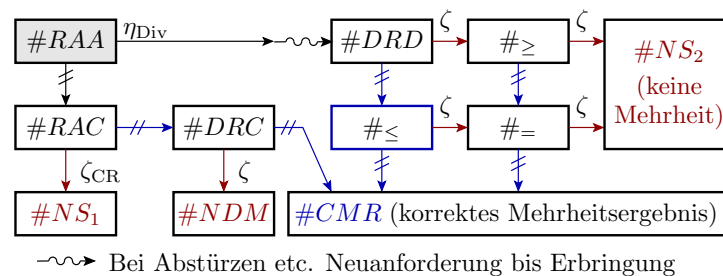 #RAA η_Div #DRD ζ #≥ ζ #NS₂
(keine
Mehrheit)
#RAC #DRC #≤ ζ #= ζ
ζ_CR ζ
#NS₁ #NDM #CMR (korrektes Mehrheitsergebnis)
Bei Abstürzen etc. Neuanforderung bis Erbringung